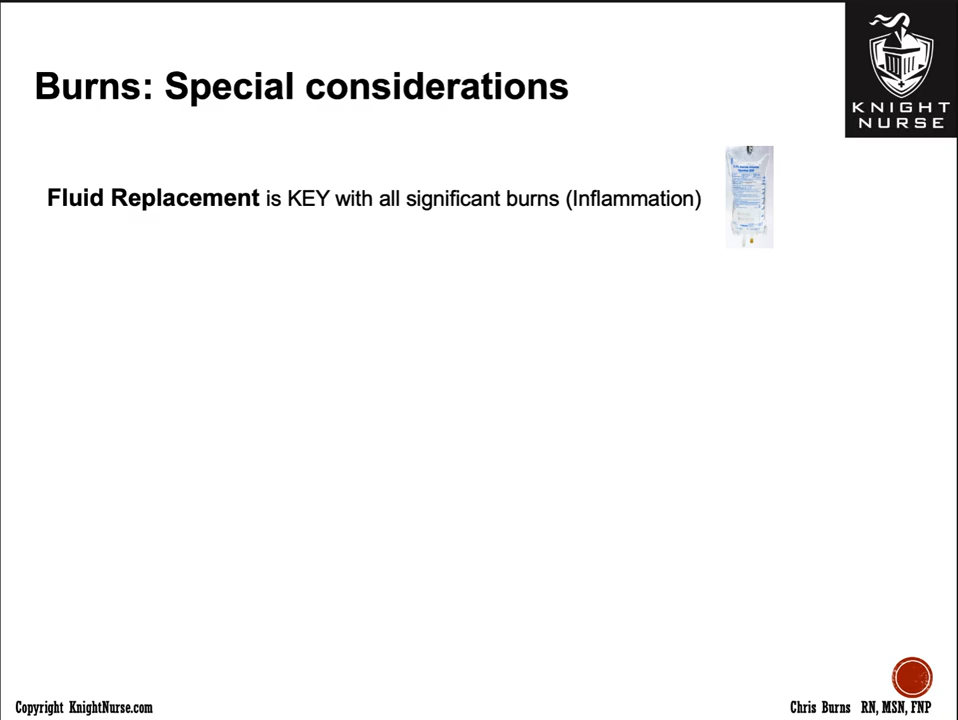 Burns: Special considerations
KNIGHT
NURSE
Fluid Replacement is KEY with all significant burns (Inflammation)
Copyright KnightNurse.com
Chris Burns RN, MSN, FNP